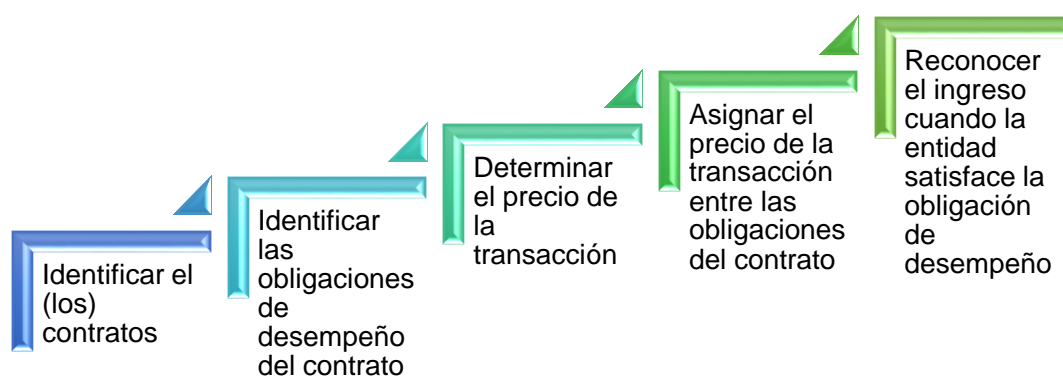 Identificar el
(los)
contratos
Identificar
las
obligaciones
de
desempeño
del contrato
Determinar
el precio de
la
transacción
Asignar el
precio de la
transacción
entre las
obligaciones
del contrato
Reconocer
el ingreso
cuando la
entidad
satisface la
obligación
de
desempeño